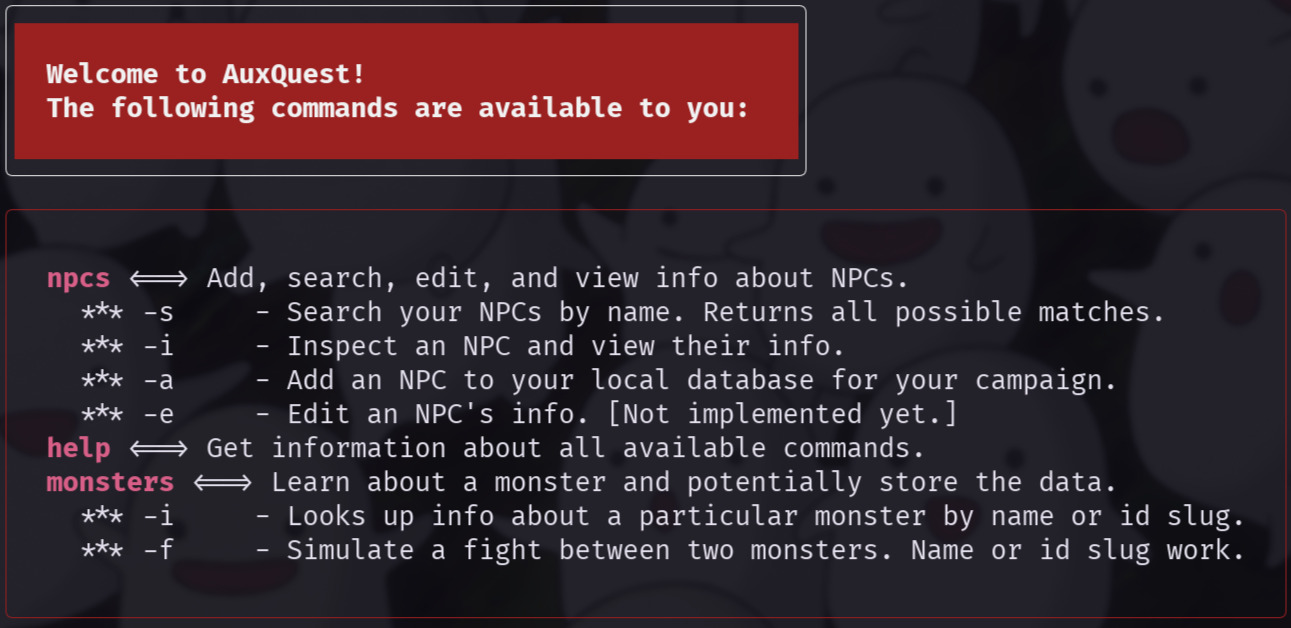 Welcome to AuxQuest!
The following commands are available to you:
npcs ⟺ Add, search, edit, and view info about NPCs.
*** -s - Search your NPCs by name. Returns all possible matches.
*** -i - Inspect an NPC and view their info.
*** -a - Add an NPC to your local database for your campaign.
*** -e - Edit an NPC's info. [Not implemented yet.]
help ⟺ Get information about all available commands.
monsters ⟺ Learn about a monster and potentially store the data.
*** -i - Looks up info about a particular monster by name or id slug.
*** -f - Simulate a fight between two monsters. Name or id slug work.